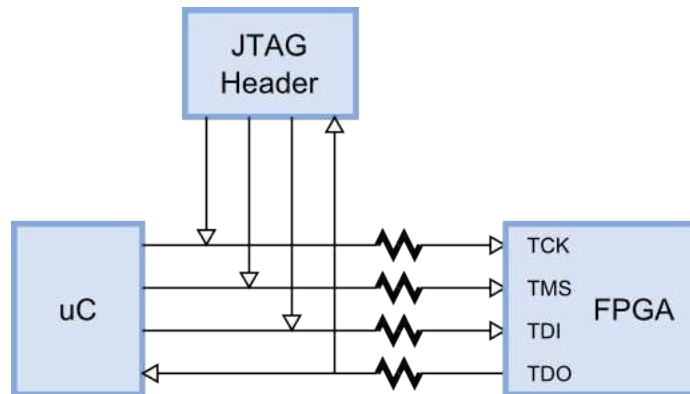 JTAG
Header
uC
TCK
TMS
TDI
TDO
FPGA